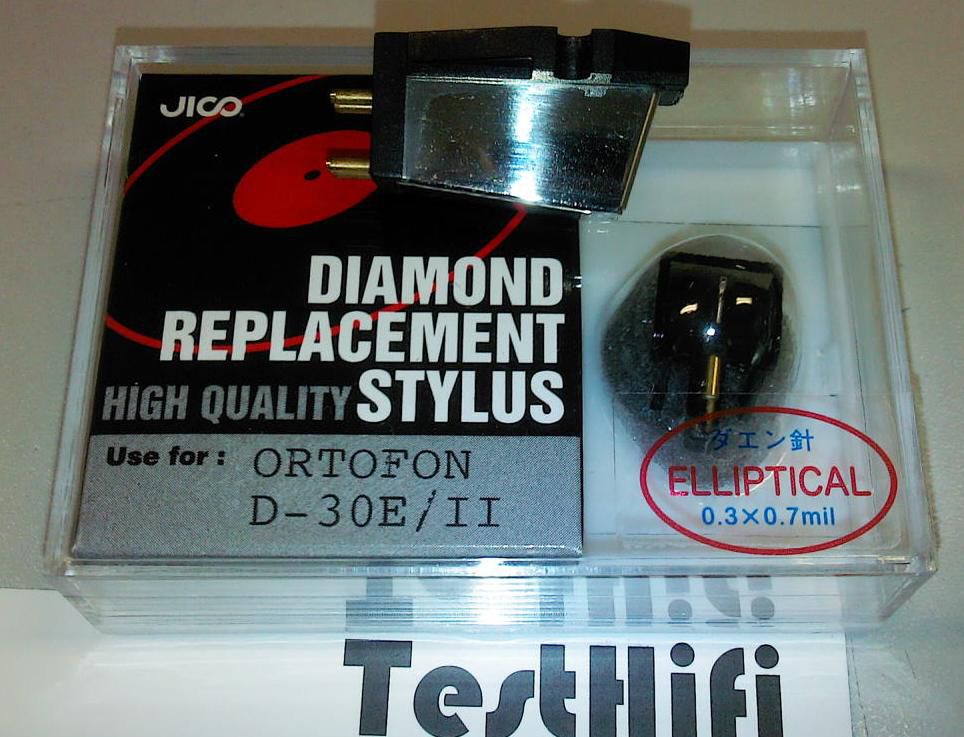 JICO
DIAMOND
REPLACEMENT
HIGH QUALITY STYLUS
Use for :
ORTOFON
D-30E/II
ダエン針
ELLIPTICAL
0.3×0.7mil
TestHifi